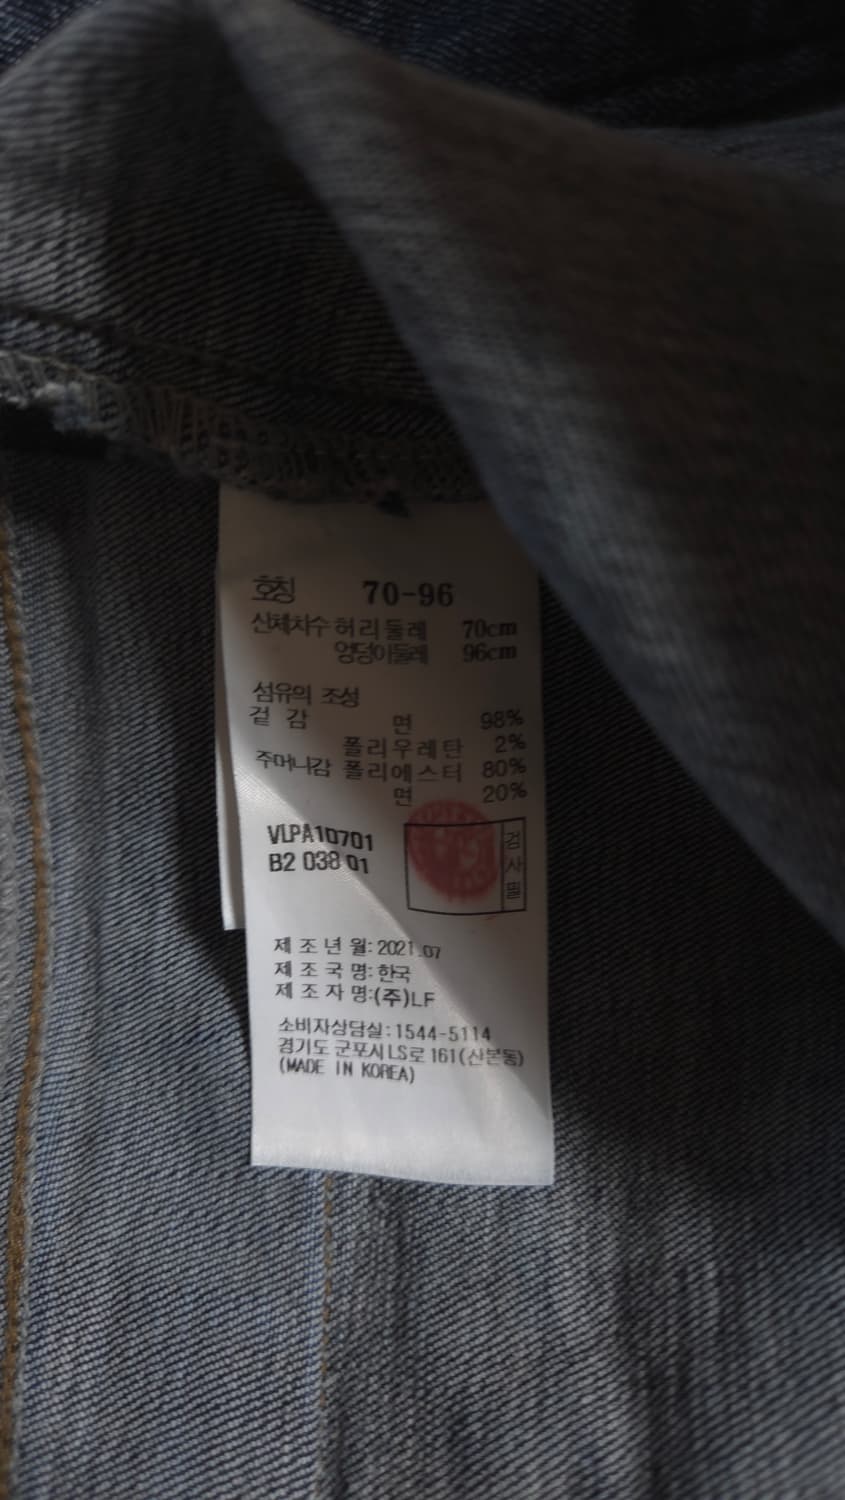 호칭 70-96
신체치수 허리둘레 70cm
엉덩이둘레 96cm
섬유의 조성
겉 감 면 98%
폴리우레탄 2%
주머니감 폴리에스터 80%
면 20%
VLPA10701
B2 038 01
검사필
제 조 년 월: 2021.07
제 조 국 명: 한국
제 조 자 명:(주)LF
소비자상담실:1544-5114
경기도 군포시 LS로 161(산본동)
(MADE IN KOREA)